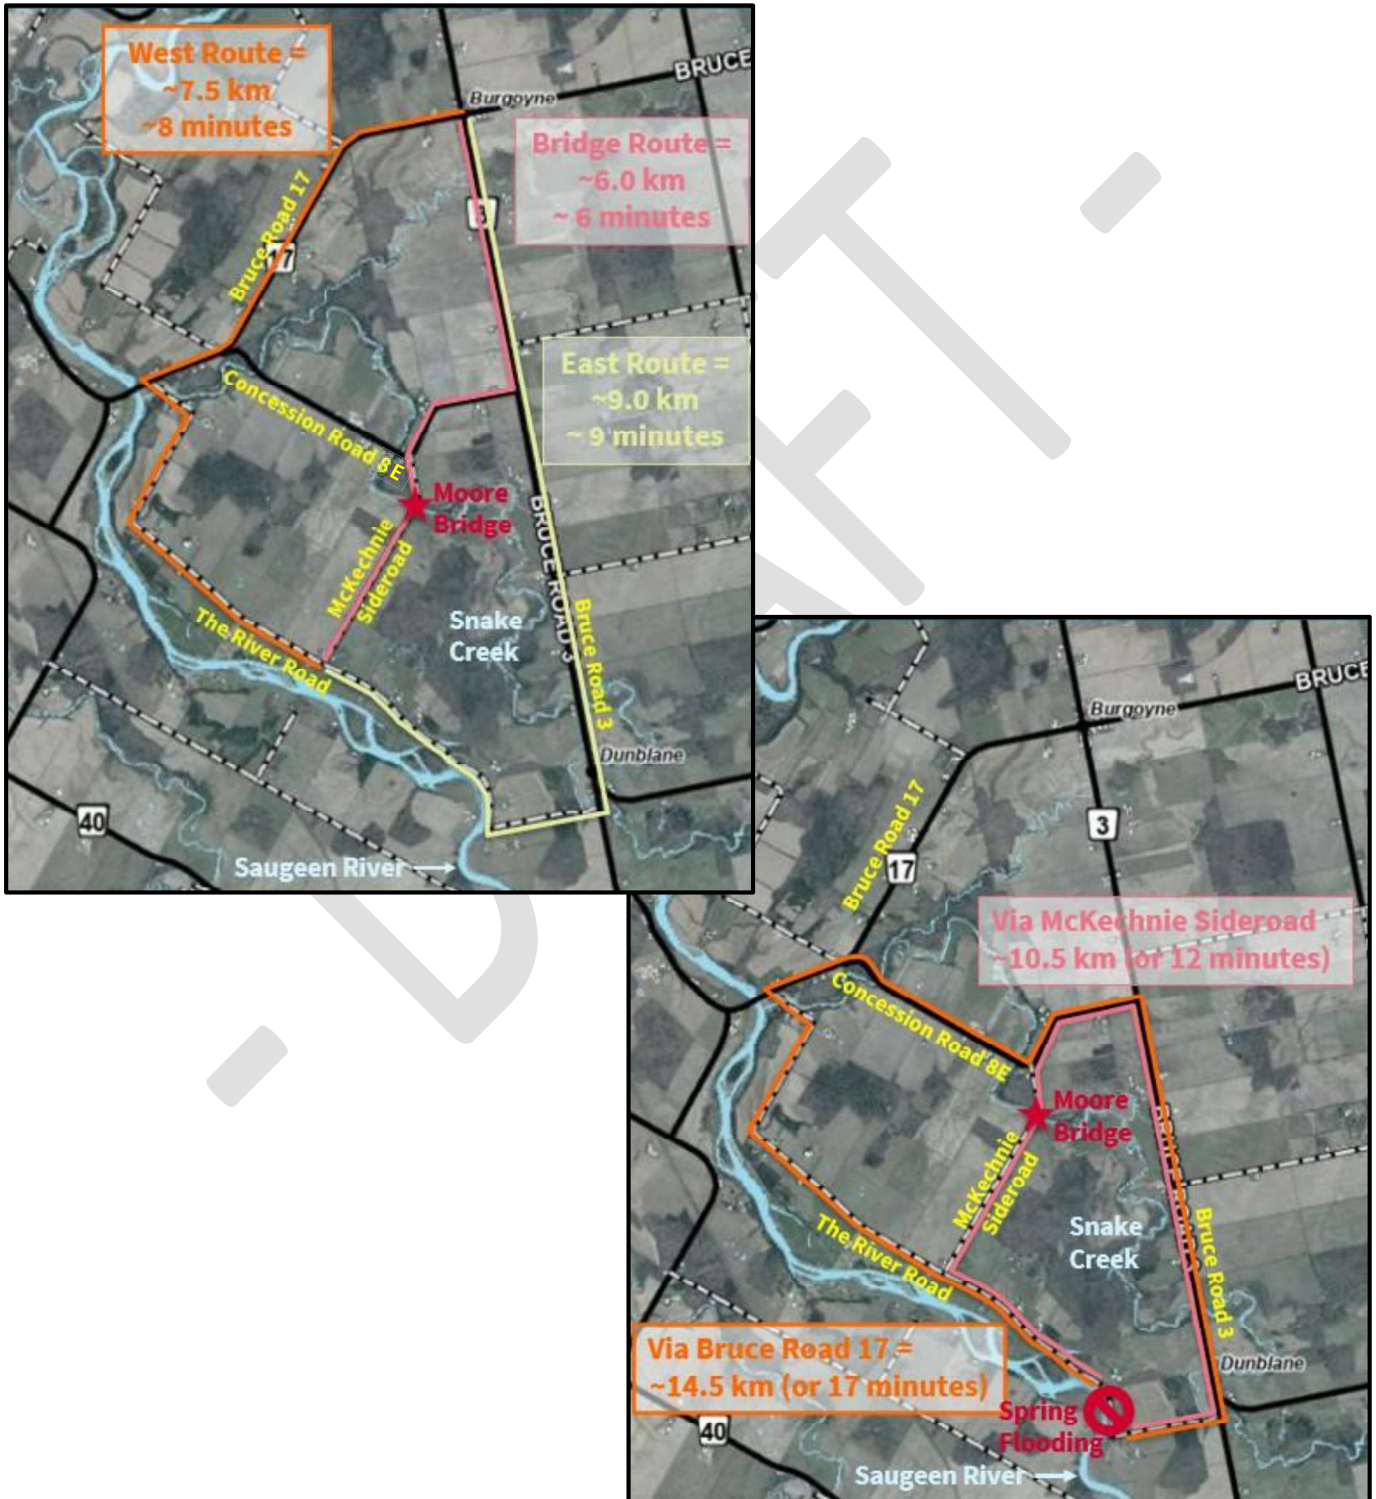 West Route =
~7.5 km
~8 minutes
BRUCE
Burgoyne
Bridge Route =
~6.0 km
~ 6 minutes
Bruce Road 17
17
East Route =
~9.0 km
~ 9 minutes
Concession Road 8E
Moore
Bridge
McKechnie
Sideroad
BRUCE ROAD 3
Bruce Road 3
Snake
Creek
The River Road
Dunblane
40
Saugeen River
BRUCE
Burgoyne
Bruce Road 17
3
17
Via McKechnie Sideroad
~10.5 km (or 12 minutes)
Concession Road 8E
Moore
Bridge
McKechnie
Sideroad
Snake
Creek
Bruce Road 3
The River Road
Via Bruce Road 17 =
~14.5 km (or 17 minutes)
Dunblane
Spring
Flooding
40
Saugeen River
- DRAFT -